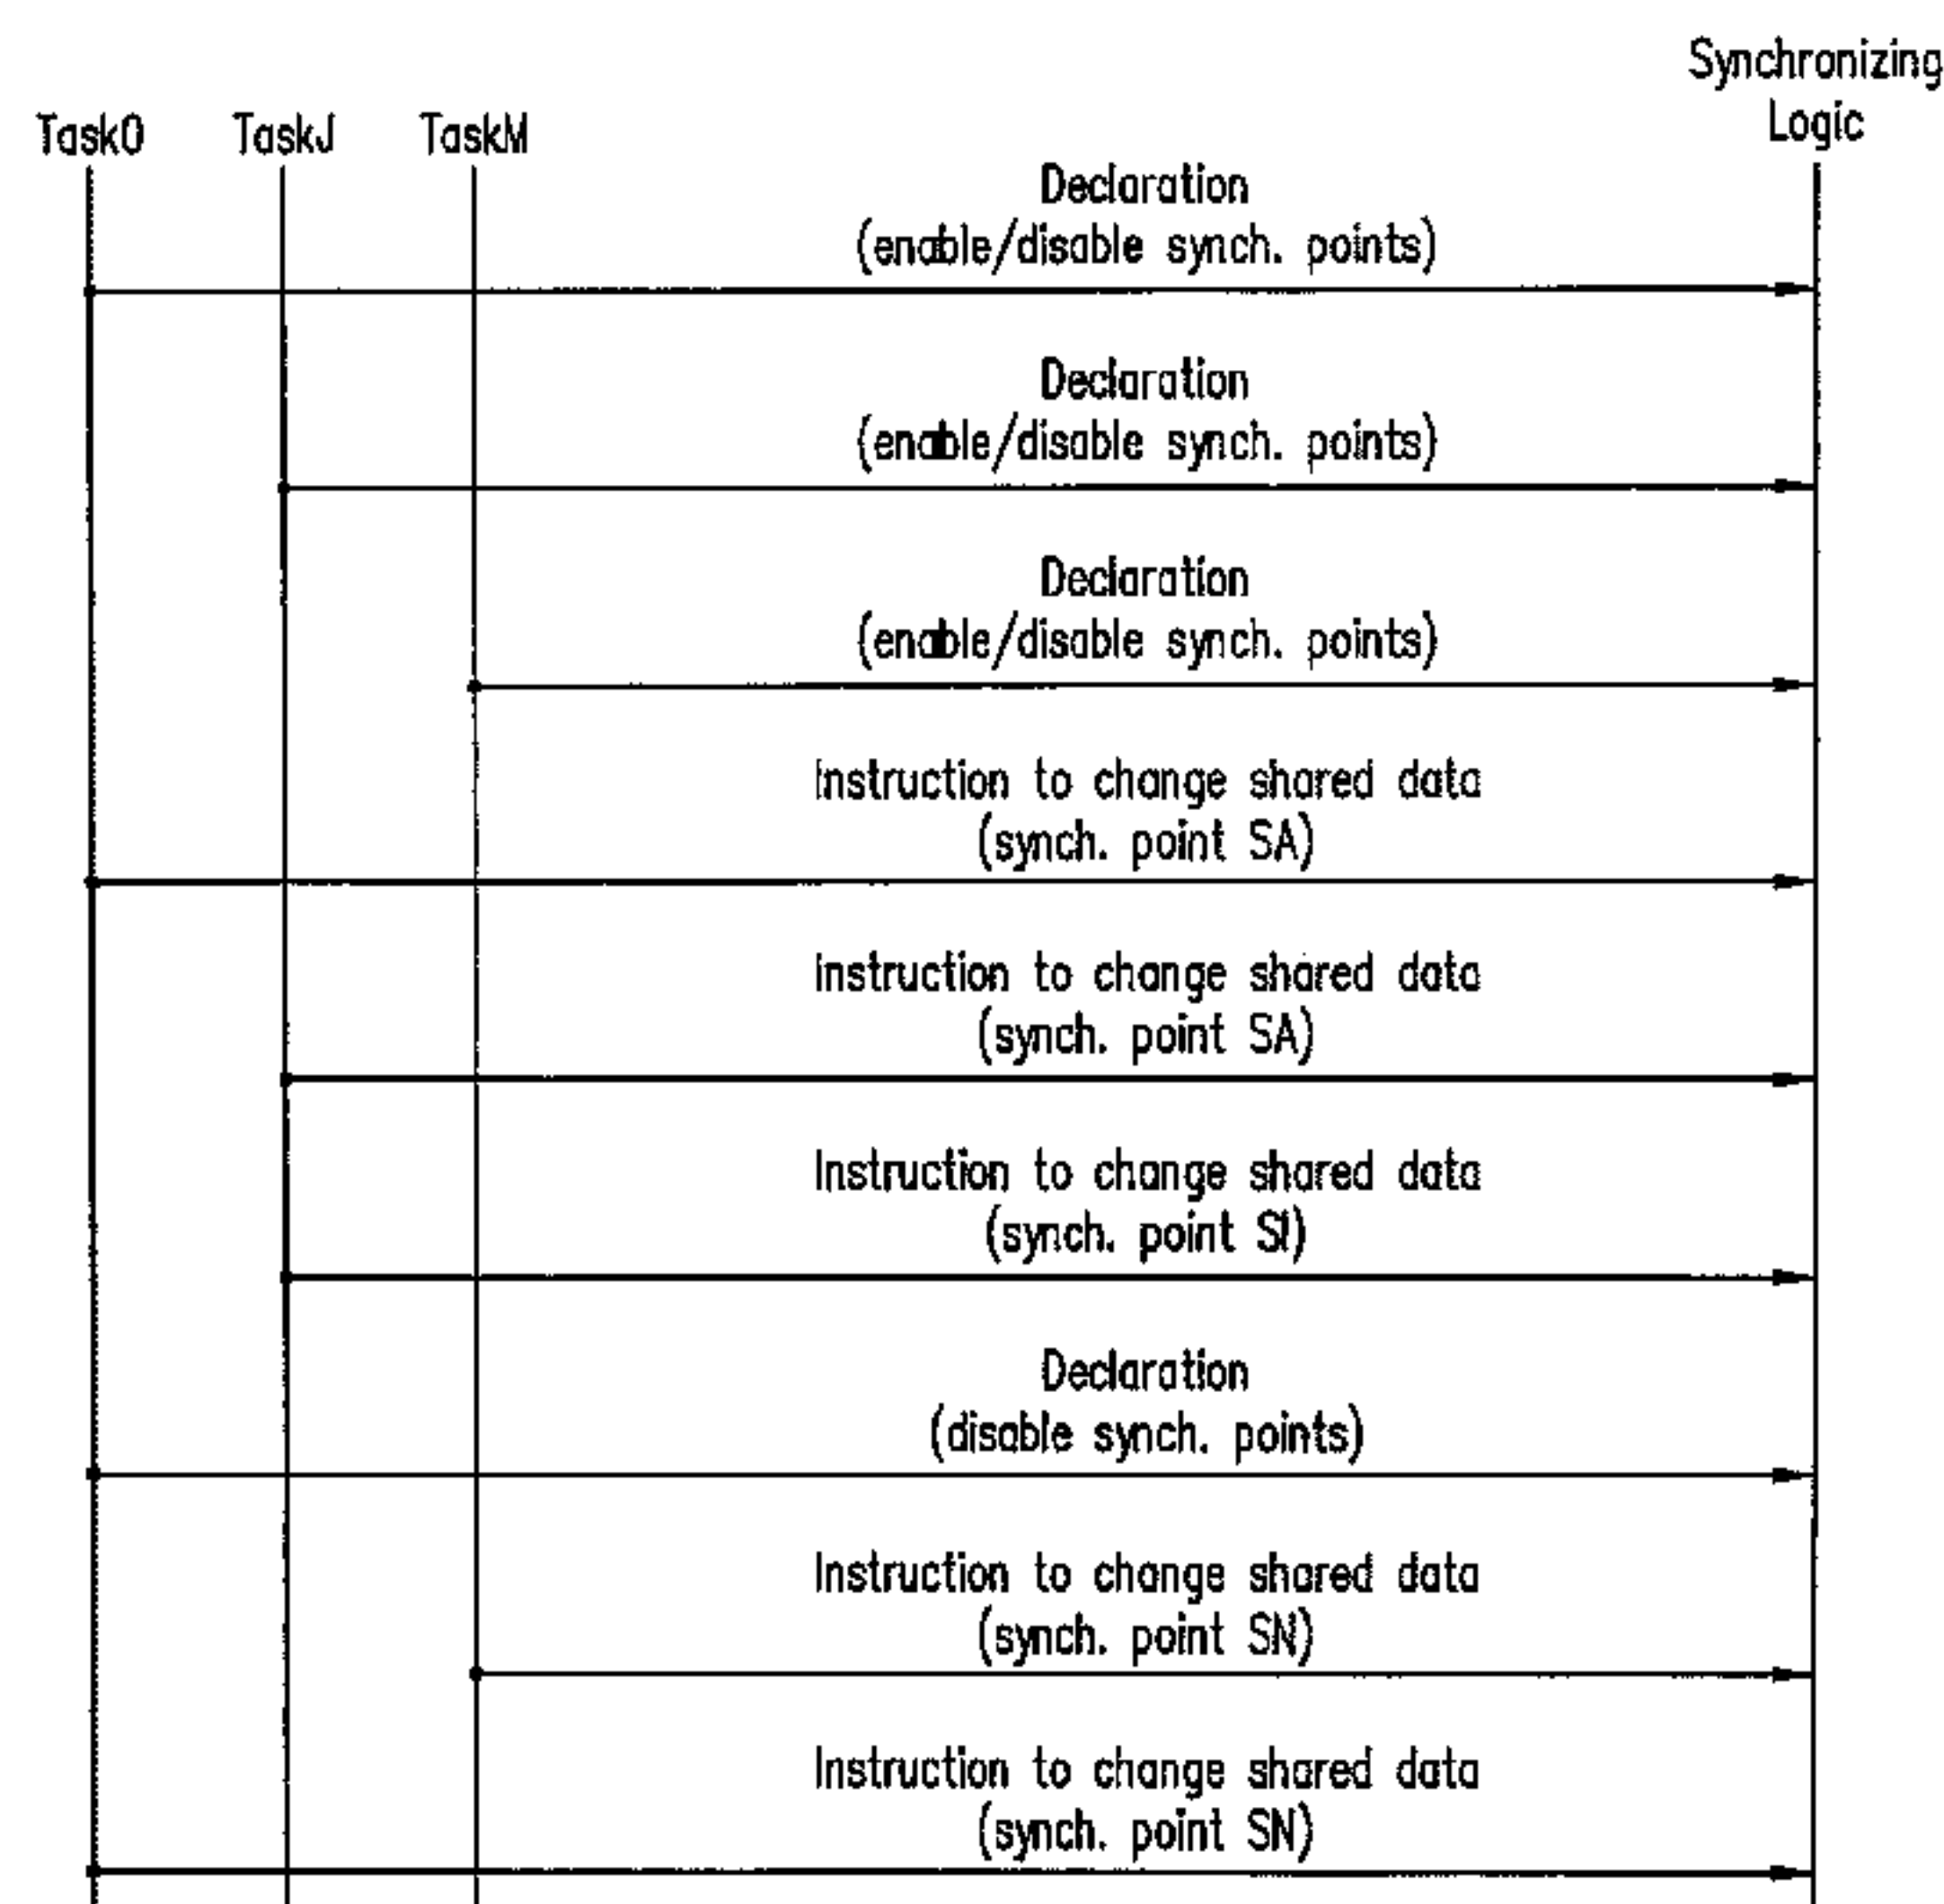 Synchronizing
Logic
Task0 TaskJ TaskM
Declaration
(enable/disable synch. points)
Declaration
(enable/disable synch. points)
Declaration
(enable/disable synch. points)
Instruction to change shared data
(synch. point SA)
Instruction to change shared data
(synch. point SA)
Instruction to change shared data
(synch. point SI)
Declaration
(disable synch. points)
Instruction to change shared data
(synch. point SN)
Instruction to change shared data
(synch. point SN)